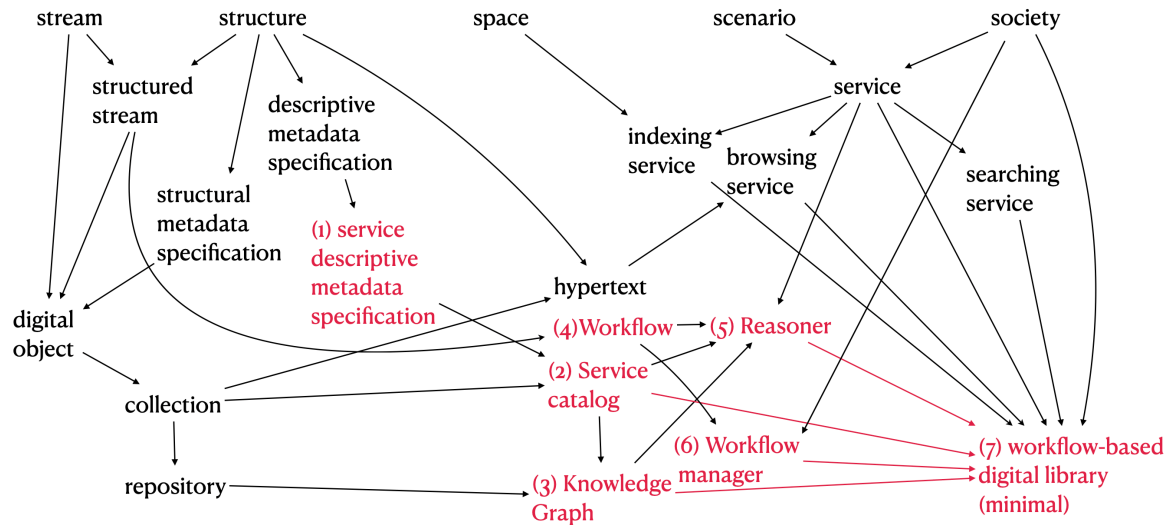 stream
structure
space
scenario
society
structured
stream
descriptive
metadata
specification
service
indexing
service
browsing
service
searching
service
structural
metadata
specification
(1) service
descriptive
metadata
specification
hypertext
digital
object
(4)Workflow
(5) Reasoner
(2) Service
catalog
collection
(6) Workflow
manager
(7) workflow-based
digital library
(minimal)
repository
(3) Knowledge
Graph